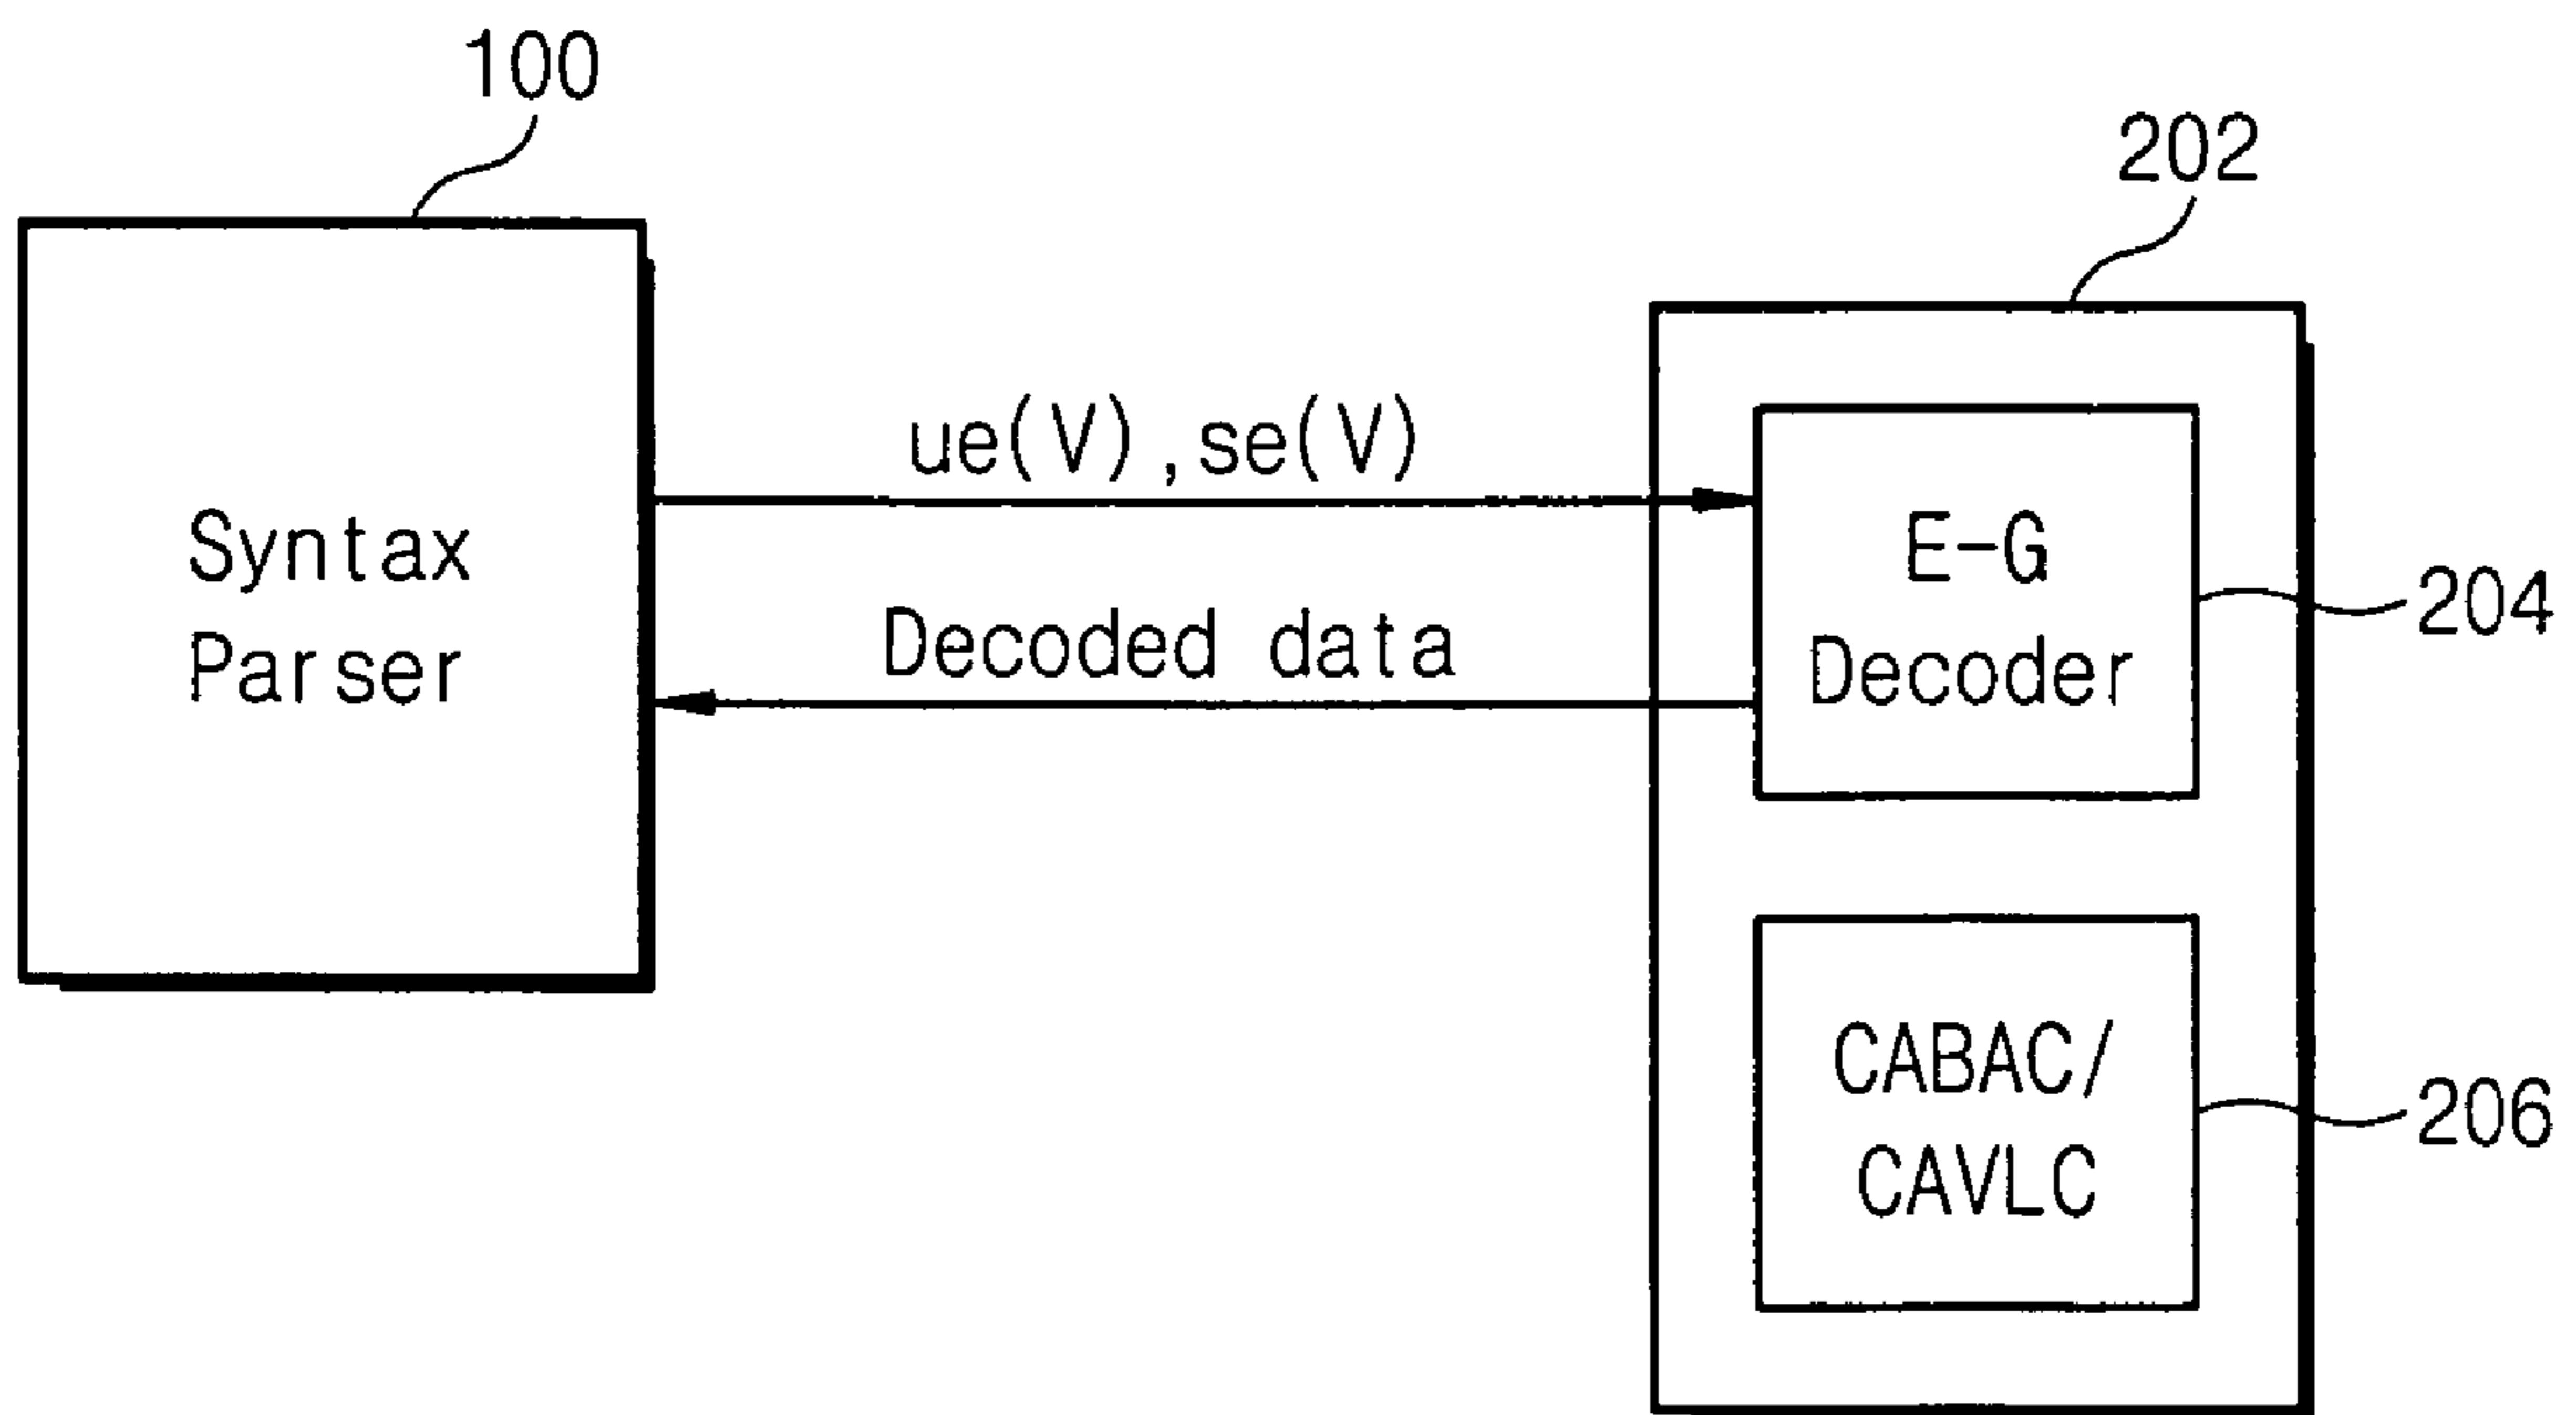 100
202
Syntax
Parser
ue(V),se(V)
Decoded data
E-G
Decoder
204
CABAC/
CAVLC
206